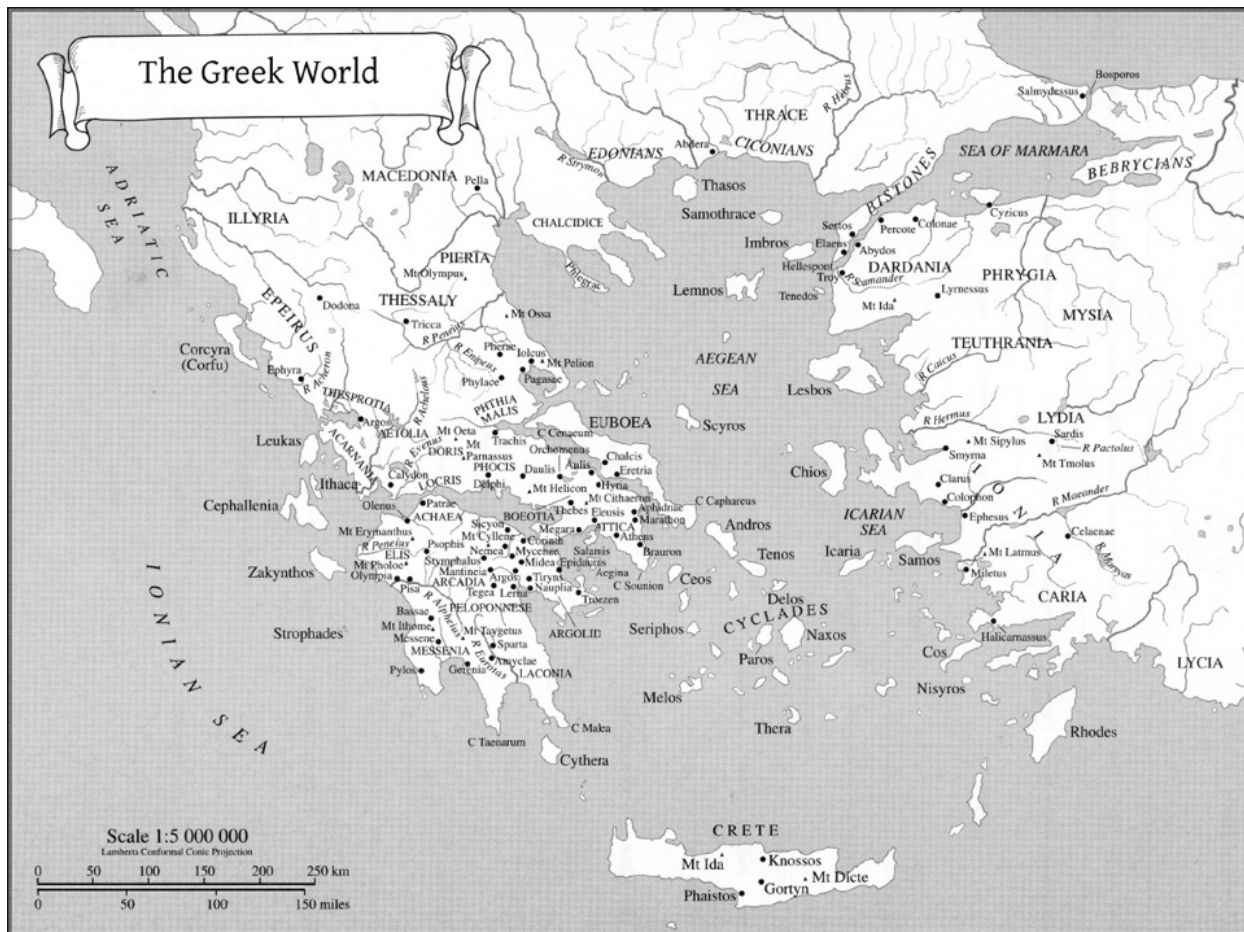 The Greek World
Bosporos
Salmydessus
R Hebrus
THRACE
Abdera
CICONIANS
EDONIANS
R Strymon
SEA OF MARMARA
BEBRYCIANS
ADRIATIC
SEA
MACEDONIA
Pella
Thasos
BISTONES
ILLYRIA
CHALCIDICE
Samothrace
Cyzicus
Sestos
Percote
Colonae
Imbros
Elaeus
Abydos
PIERIA
Mt Olympus
Hellespont
Troy
DARDANIA
PHRYGIA
Phlegrae
R Scamander
Lemnos
Tenedos
Mt Ida
Lyrnessus
EPEIRUS
Dodona
THESSALY
Mt Ossa
MYSIA
Tricca
R Peneius
TEUTHRANIA
Corcyra
(Corfu)
Pherae
Iolcus
R Enipeus
Mt Pelion
AEGEAN
SEA
Ephyra
R Acheron
Phylace
Pagasae
Lesbos
R Caicus
THESPROTIA
R Achelous
PHTHIA
MALIS
EUBOEA
Scyros
R Hermus
LYDIA
Argos
AETOLIA
Mt Oeta
Trachis
C Cenaeum
Leukas
ACARNANIA
R Evenus
DORIS
Mt
Parnassus
Orchomenus
Mt Sipylus
Sardis
R Pactolus
Smyrna
Mt Tmolus
Chalcis
Chios
Calydon
PHOCIS
Daulis
Aulis
Eretria
Ithaca
LOCRIS
Delphi
Hyria
Clarus
Mt Helicon
Mt Cithaeron
Colophon
R Maeander
IONIA
Cephallenia
Olenus
Patrae
Thebes
Aphidnae
C Caphareus
Ephesus
ACHAEA
BOEOTIA
Eleusis
Marathon
ICARIAN
SEA
Mt Erymanthus
Sicyon
Megara
ATTICA
Andros
Celaenae
Mt Cyllene
Corinth
Athens
R Peneius
Psophis
Nemea
Mycenae
Salamis
Brauron
Tenos
Icaria
Samos
Mt Latmus
R Marsyas
ELIS
Stymphalus
Midea
Epidaurus
Zakynthos
Mt Pholoe
Mantineia
Aegina
Miletus
Olympia
ARCADIA
Argos
Tiryns
C Sounion
Ceos
Pisa
Tegea
Lerna
Nauplia
Delos
CARIA
R Alpheius
PELOPONNESE
Troezen
CYCLADES
Bassae
ARGOLID
Seriphos
Naxos
Halicarnassus
Strophades
Mt Ithome
Mt Taygetus
Messene
Sparta
Paros
Cos
MESSENIA
R Eurotas
Amyclae
LYCIA
Pylos
Gerenia
LACONIA
Melos
Nisyros
IONIAN SEA
Thera
C Malea
Rhodes
C Taenarum
Cythera
CRETE
Scale 1:5 000 000
Lamberts Conformal Conic Projection
Mt Ida
Knossos
0 50 100 150 200 250 km
Mt Dicte
Gortyn
Phaistos
0 50 100 150 miles